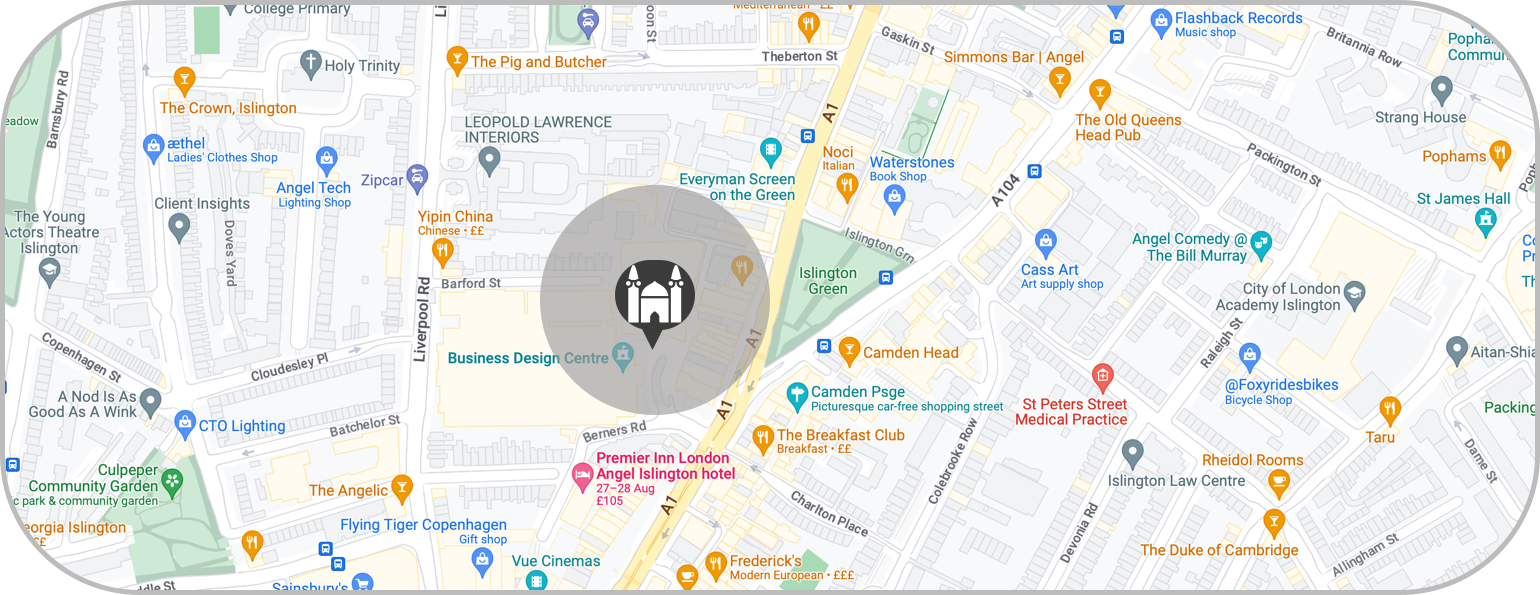 College Primary
Mediterranean · ££
Flashback Records
Music shop
Holy Trinity
The Pig and Butcher
Theberton St
Gaskin St
Simmons Bar | Angel
Britannia Row
Barnsbury Rd
The Crown, Islington
LEOPOLD LAWRENCE
INTERIORS
A1
The Old Queens
Head Pub
Strang House
æthel
Ladies' Clothes Shop
Angel Tech
Lighting Shop
Zipcar
Everyman Screen
on the Green
Noci
Italian
Waterstones
Book Shop
A104
Packington St
Pophams
Client Insights
The Young
Actors Theatre
Islington
Doves Yard
Yipin China
Chinese · ££
Islington Grn
St James Hall
Angel Comedy @
The Bill Murray
Cass Art
Art supply shop
Islington
Green
City of London
Academy Islington
Barford St
Liverpool Rd
Copenhagen St
Cloudesley Pl
Business Design Centre
A1
Camden Head
Raleigh St
@Foxyridesbikes
Bicycle Shop
A Nod Is As
Good As A Wink
CTO Lighting
Batchelor St
Camden Psge
Picturesque car-free shopping street
St Peters Street
Medical Practice
A1
Berners Rd
The Breakfast Club
Breakfast · ££
Colebrooke Row
Taru
Packing
Dame St
Culpeper
Community Garden
c park & community garden
Premier Inn London
Angel Islington hotel
27–28 Aug
£105
Islington Law Centre
Rheidol Rooms
The Angelic
A1
Charlton Place
Devonia Rd
Flying Tiger Copenhagen
Gift shop
eorgia Islington
££
The Duke of Cambridge
Allingham St
Vue Cinemas
Frederick's
Modern European · £££
Sainsbury's